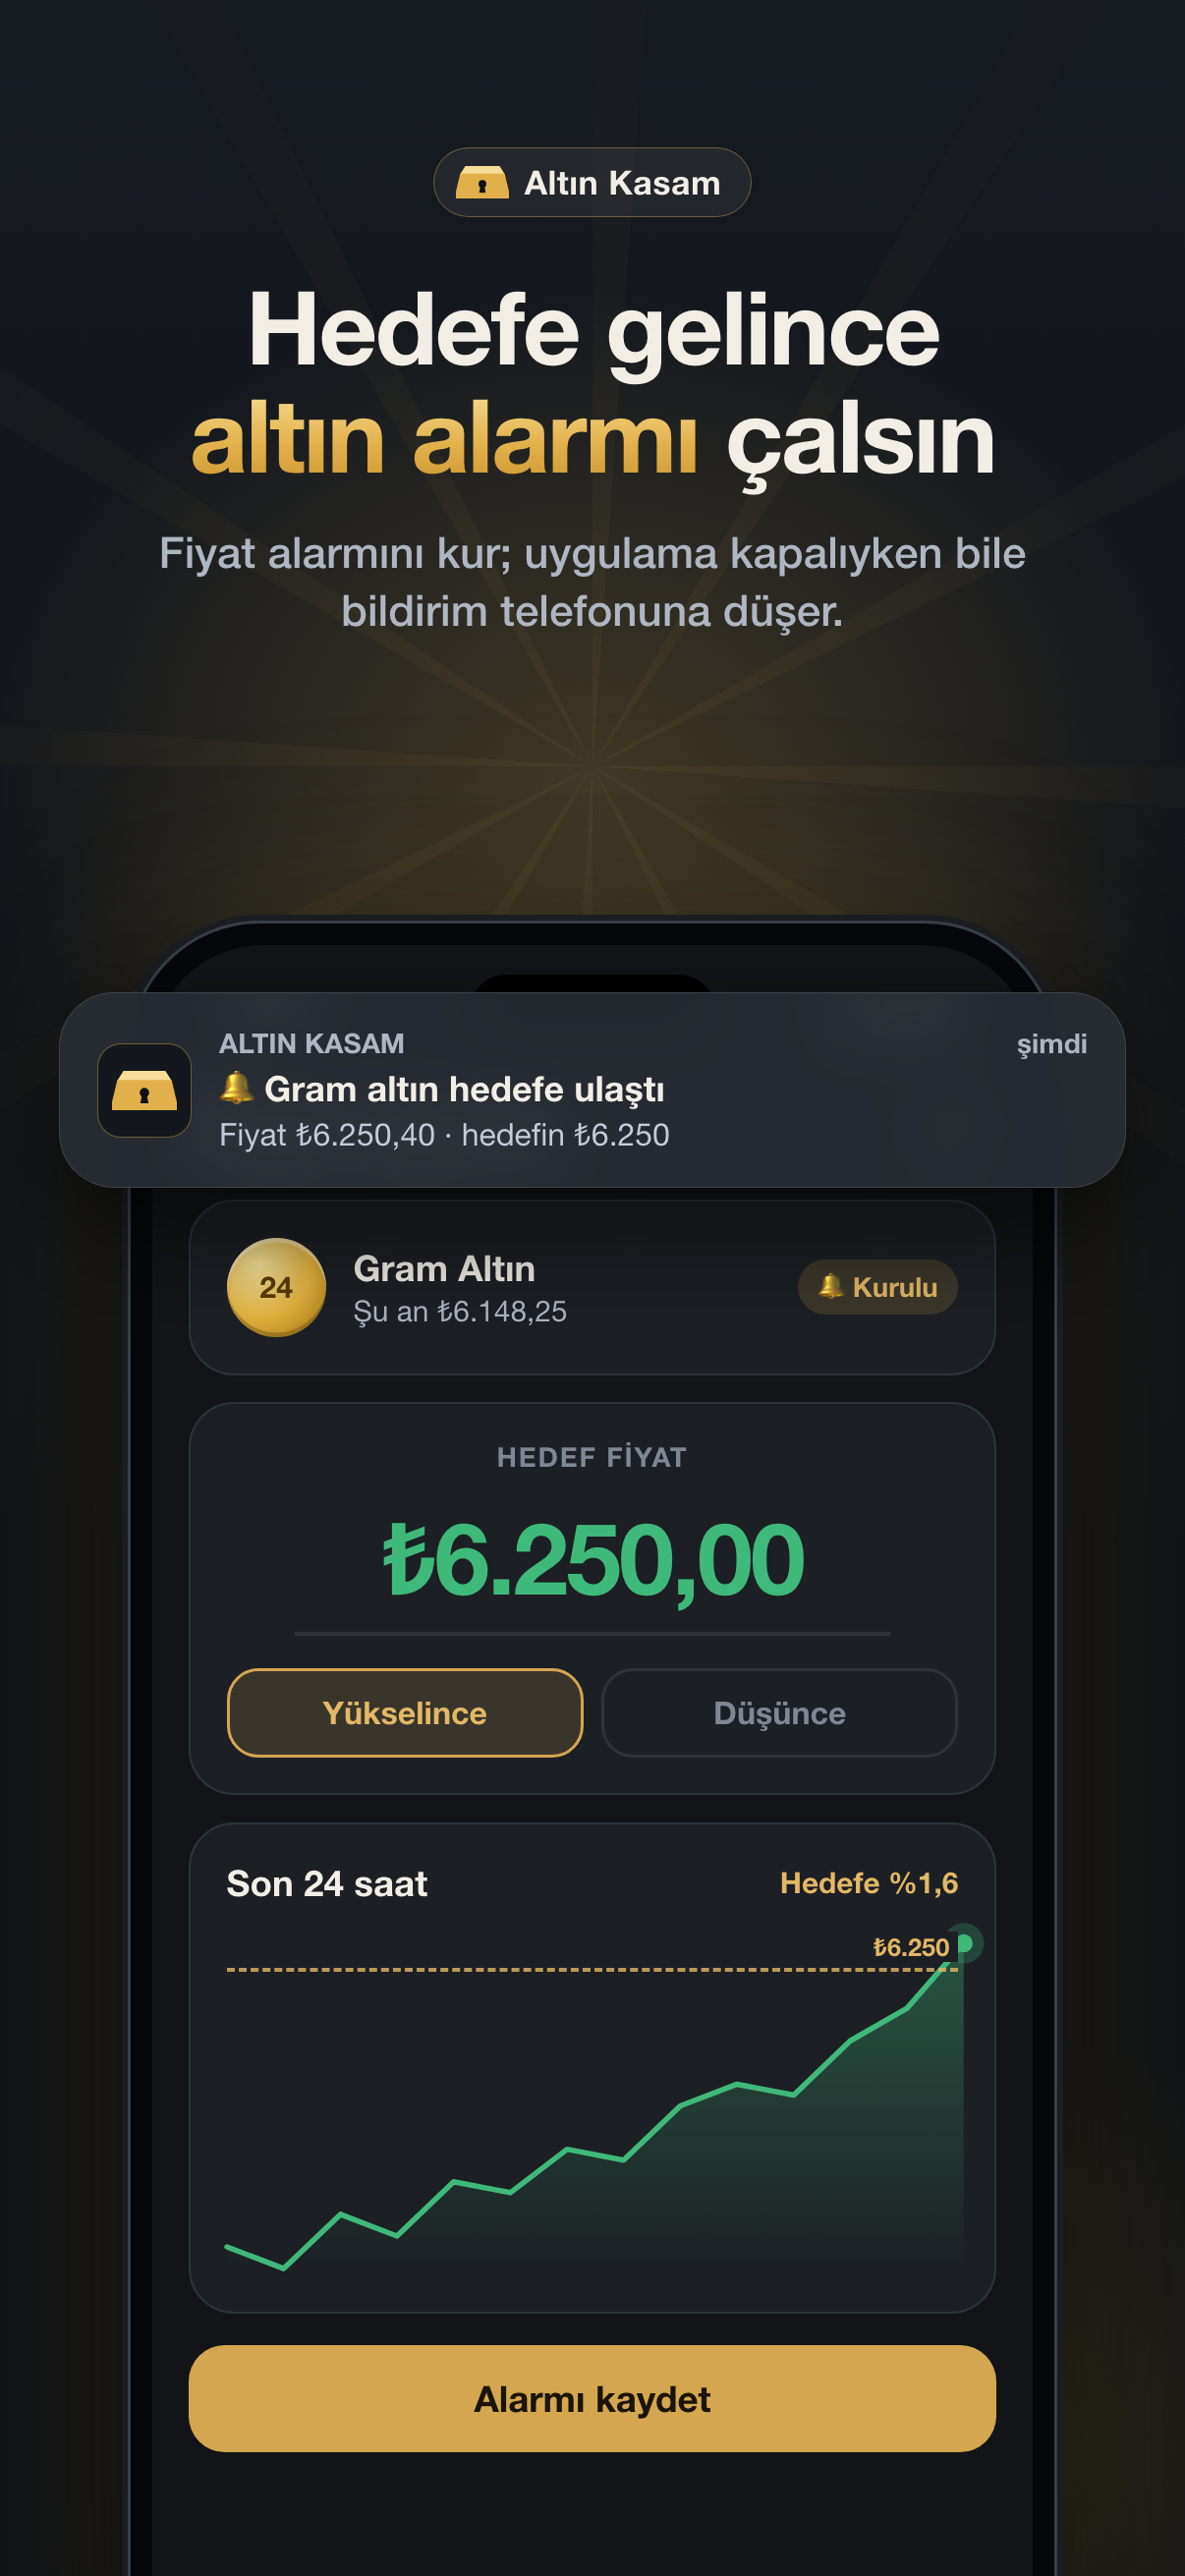 Altın Kasam
Hedefe gelince
altın alarmı çalsın
Fiyat alarmını kur; uygulama kapalıyken bile
bildirim telefonuna düşer.
ALTIN KASAM
şimdi
🔔 Gram altın hedefe ulaştı
Fiyat ₺6.250,40 · hedefin ₺6.250
24
Gram Altın
Şu an ₺6.148,25
🔔 Kurulu
HEDEF FİYAT
₺6.250,00
Yükselince
Düşünce
Son 24 saat
Hedefe %1,6
₺6.250
Alarmı kaydet